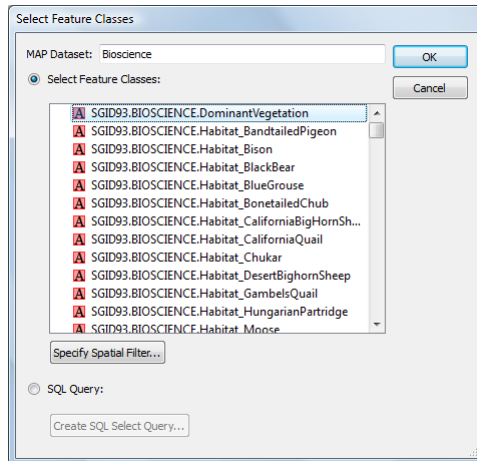 Select Feature Classes
MAP Dataset: Bioscience
OK
Select Feature Classes:
Cancel
A SGID93.BIOSCIENCE.DominantVegetation
A SGID93.BIOSCIENCE.Habitat_BandtailedPigeon
A SGID93.BIOSCIENCE.Habitat_Bison
A SGID93.BIOSCIENCE.Habitat_BlackBear
A SGID93.BIOSCIENCE.Habitat_BlueGrouse
A SGID93.BIOSCIENCE.Habitat_BonetailedChub
A SGID93.BIOSCIENCE.Habitat_CaliforniaBigHornSh...
A SGID93.BIOSCIENCE.Habitat_CaliforniaQuail
A SGID93.BIOSCIENCE.Habitat_Chukar
A SGID93.BIOSCIENCE.Habitat_DesertBighornSheep
A SGID93.BIOSCIENCE.Habitat_GambelsQuail
A SGID93.BIOSCIENCE.Habitat_HungarianPartridge
A SGID93.BIOSCIENCE.Habitat_Moose
Specify Spatial Filter...
SQL Query:
Create SQL Select Query...